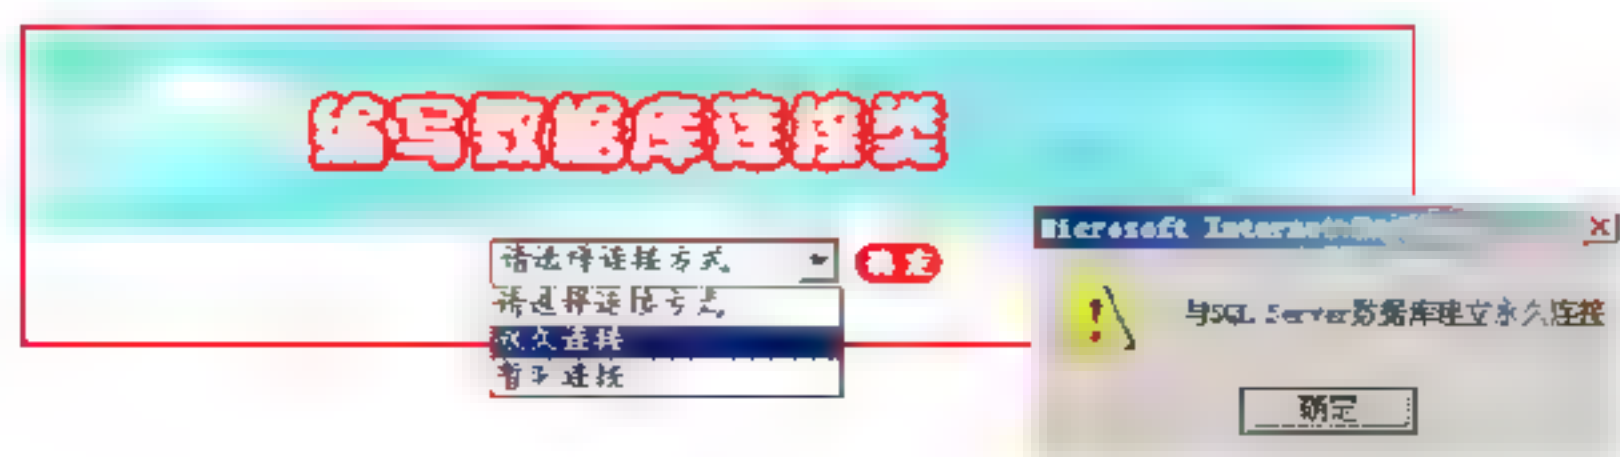 编写数据库连接类
请选择连接方式
确定
请选择连接方式
永久连接
暂时连接
Microsoft Internet
与SQL Server数据库建立永久连接
确定